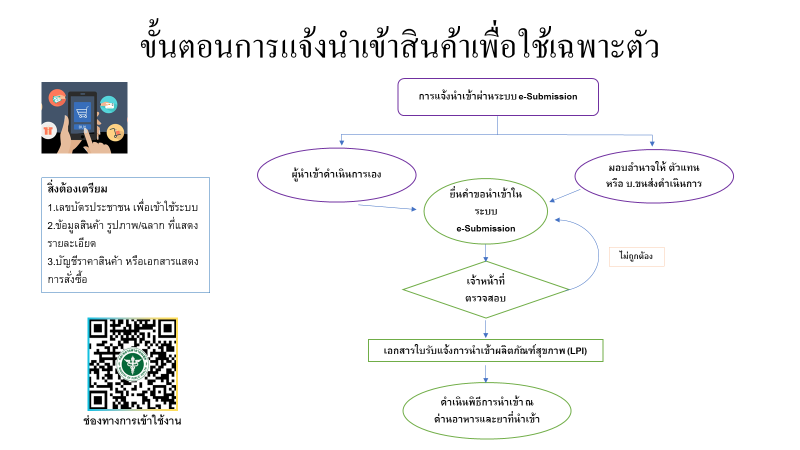 ขั้นตอนการแจ้งนำเข้าสินค้าเพื่อใช้เฉพาะตัว
การแจ้งนำเข้าผ่านระบบ e-Submission
ผู้นำเข้าดำเนินการเอง
มอบอำนาจให้ ตัวแทน
หรือ บ.ขนส่งดำเนินการ
ยื่นคำขอนำเข้าใน
ระบบ
e-Submission
ไม่ถูกต้อง
เจ้าหน้าที่
ตรวจสอบ
เอกสารใบรับแจ้งการนำเข้าผลิตภัณฑ์สุขภาพ (LPI)
ดำเนินพิธีการนำเข้า ณ
ด่านอาหารและยาที่นำเข้า
สิ่งต้องเตรียม
1.เลขบัตรประชาชน เพื่อเข้าใช้ระบบ
2.ข้อมูลสินค้า รูปภาพ/ฉลาก ที่แสดง
รายละเอียด
3.บัญชีราคาสินค้า หรือเอกสารแสดง
การสั่งซื้อ
ช่องทางการเข้าใช้งาน